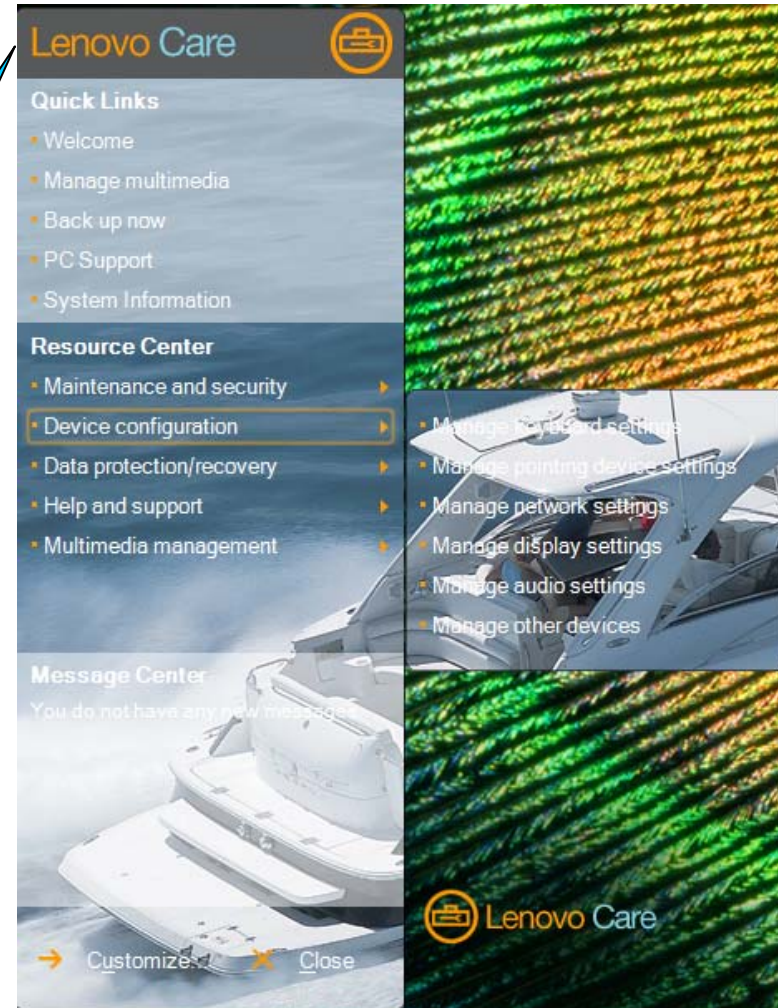 Lenovo Care
Quick Links
Welcome
Manage multimedia
Back up now
PC Support
System Information
Resource Center
Maintenance and security
Device configuration
Data protection/recovery
Help and support
Multimedia management
Manage keyboard settings
Manage pointing device settings
Manage network settings
Manage display settings
Manage audio settings
Manage other devices
Message Center
You do not have any new messages
Customize...
Close
Lenovo Care